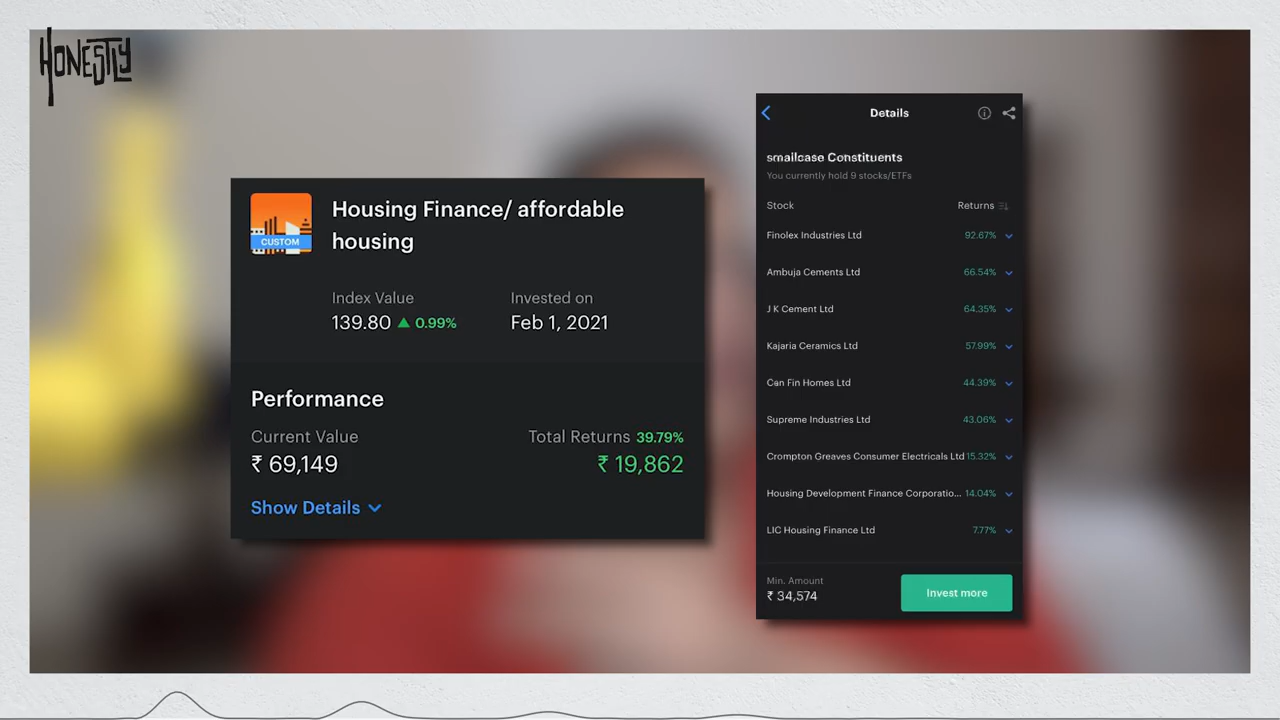 HONESTLY
CUSTOM
Housing Finance/ affordable
housing
Index Value
139.80 ▲ 0.99%
Invested on
Feb 1, 2021
Performance
Current Value
₹ 69,149
Total Returns 39.79%
₹ 19,862
Show Details
Details
smallcase Constituents
You currently hold 9 stocks/ETFs
Stock Returns
Finolex Industries Ltd 92.67%
Ambuja Cements Ltd 66.54%
J K Cement Ltd 64.35%
Kajaria Ceramics Ltd 57.99%
Can Fin Homes Ltd 44.39%
Supreme Industries Ltd 43.06%
Crompton Greaves Consumer Electricals Ltd 15.32%
Housing Development Finance Corporatio... 14.04%
LIC Housing Finance Ltd 7.77%
Min. Amount
₹ 34,574
Invest more